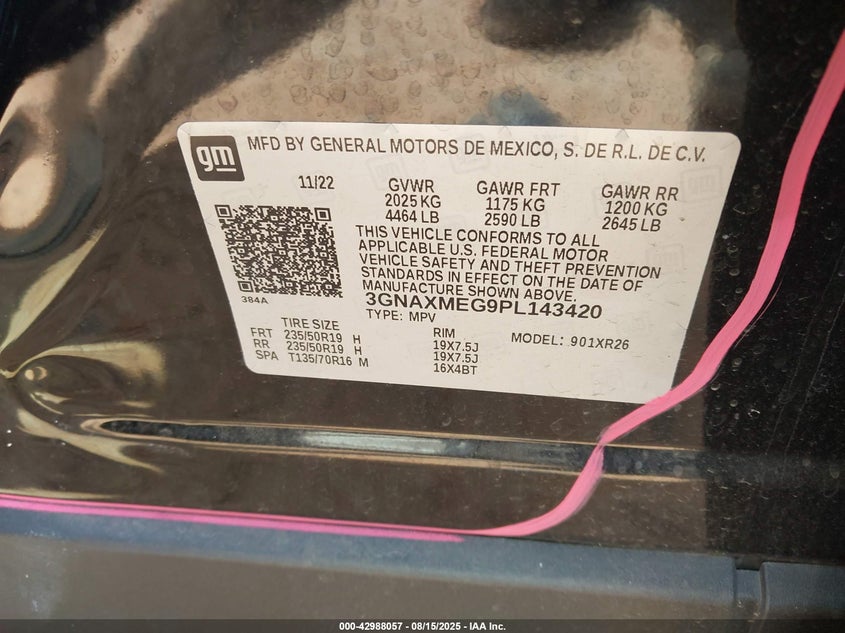 gm
MFD BY GENERAL MOTORS DE MEXICO, S. DE R.L. DE C.V.
11/22 GVWR GAWR FRT GAWR RR
2025 KG 1175 KG 1200 KG
4464 LB 2590 LB 2645 LB
THIS VEHICLE CONFORMS TO ALL
APPLICABLE U.S. FEDERAL MOTOR
VEHICLE SAFETY AND THEFT PREVENTION
STANDARDS IN EFFECT ON THE DATE OF
MANUFACTURE SHOWN ABOVE.
384A
3GNAXMEG9PL143420
TYPE: MPV
TIRE SIZE RIM MODEL: 901XR26
FRT 235/50R19 H 19X7.5J
RR 235/50R19 H 19X7.5J
SPA T135/70R16 M 16X4BT
000-42988057 - 08/15/2025 - IAA Inc.